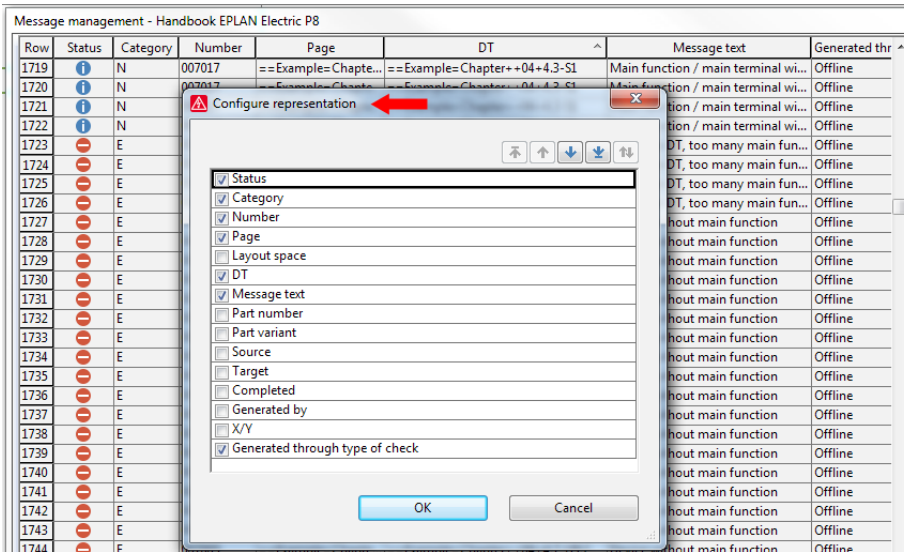 Message management - Handbook EPLAN Electric P8
Row Status Category Number Page DT Message text Generated thr
1719 N 007017 ==Example=Chapte... ==Example=Chapter++04+4.3-S1 Main function / main terminal wi... Offline
1720 N 007017 Offline
1721 N tion / main terminal wi... Offline
1722 N tion / main terminal wi... Offline
1723 E DT, too many main fun... Offline
1724 E DT, too many main fun... Offline
1725 E DT, too many main fun... Offline
1726 E DT, too many main fun... Offline
1727 E hout main function Offline
1728 E hout main function Offline
1729 E hout main function Offline
1730 E hout main function Offline
1731 E hout main function Offline
1732 E hout main function Offline
1733 E hout main function Offline
1734 E hout main function Offline
1735 E hout main function Offline
1736 E hout main function Offline
1737 E hout main function Offline
1738 E hout main function Offline
1739 E hout main function Offline
1740 E hout main function Offline
1741 E hout main function Offline
1742 E hout main function Offline
1743 E hout main function Offline
1744 E Offline
Configure representation
Status
Category
Number
Page
Layout space
DT
Message text
Part number
Part variant
Source
Target
Completed
Generated by
X/Y
Generated through type of check
OK Cancel